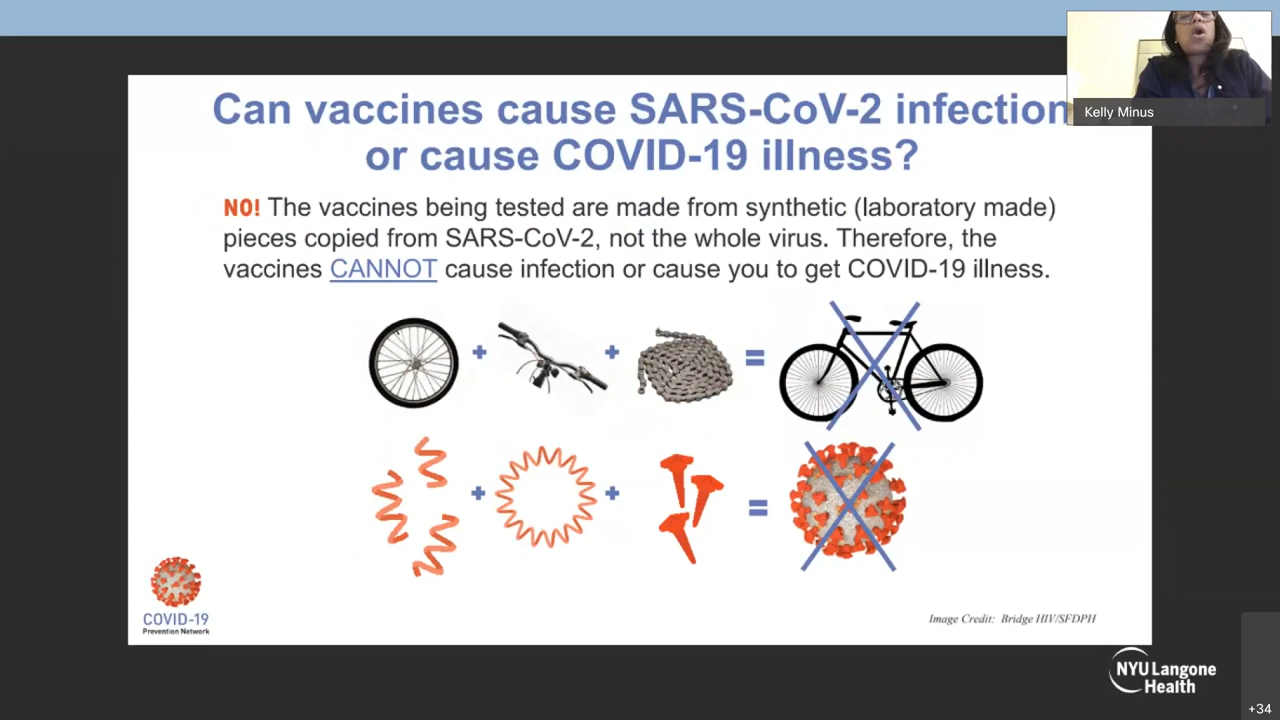 Kelly Minus
Can vaccines cause SARS-CoV-2 infection
or cause COVID-19 illness?
NO! The vaccines being tested are made from synthetic (laboratory made)
pieces copied from SARS-CoV-2, not the whole virus. Therefore, the
vaccines CANNOT cause infection or cause you to get COVID-19 illness.
+ + =
+ + =
COVID-19
Prevention Network
Image Credit: Bridge HIV/SFDPH
NYU Langone
Health
+34